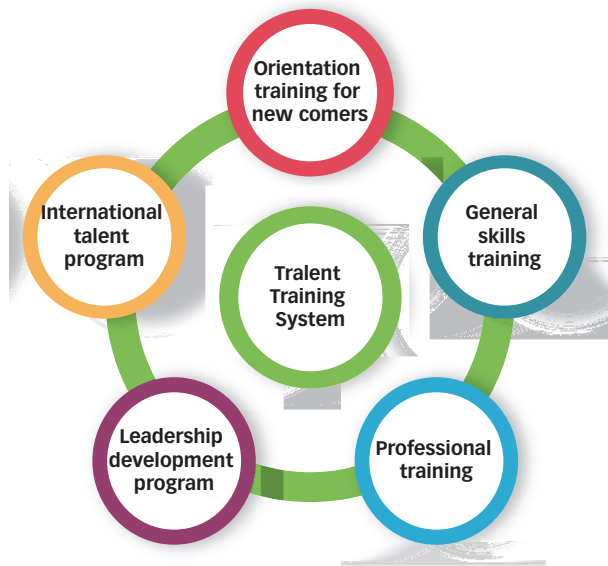 Orientation
training for
new comers
General
skills
training
Professional
training
Leadership
development
program
International
talent
program
Tralent
Training
System